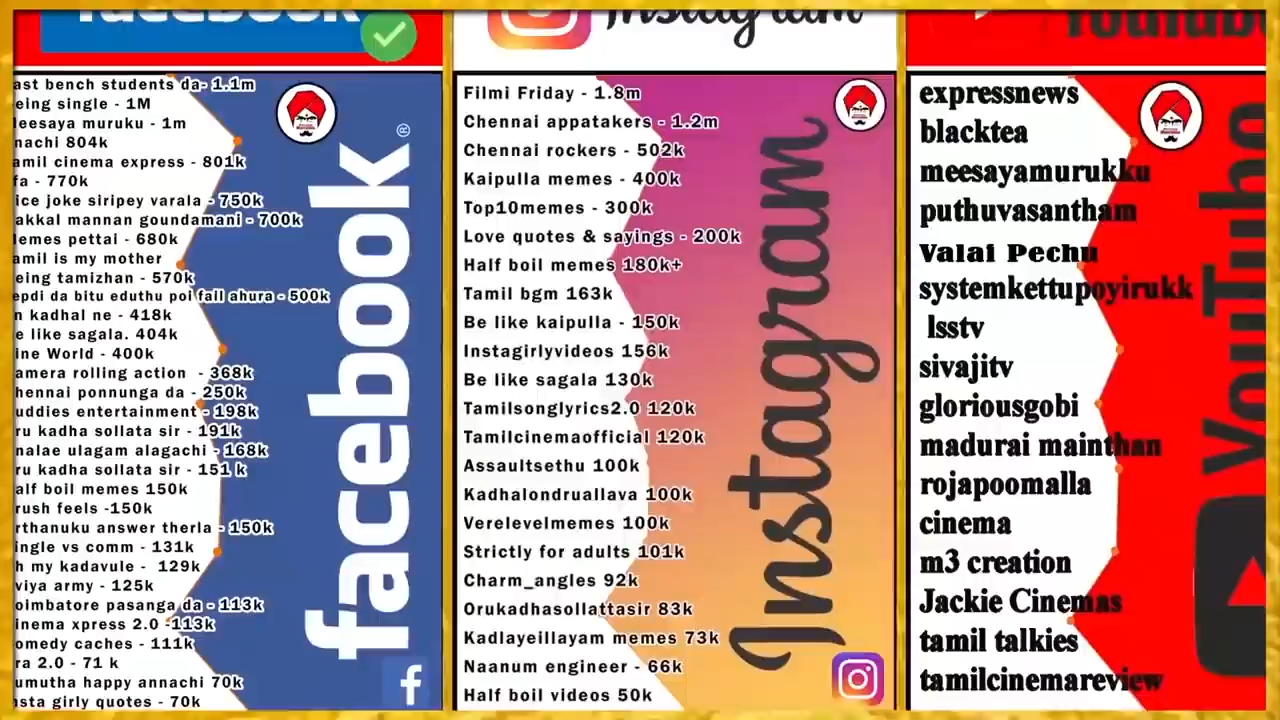 facebook
ast bench students da- 1.1m
eing single - 1M
eesaya muruku - 1m
nachi 804k
amil cinema express - 801k
fa - 770k
ice joke siripey varala - 750k
akkal mannan goundamani - 700k
emes pettai - 680k
amil is my mother
eing tamizhan - 570k
epdi da bitu eduthu poi fail ahura - 500k
n kadhal ne - 418k
e like sagala. 404k
ine World - 400k
amera rolling action - 368k
hennai ponnunga da - 250k
uddies entertainment - 198k
ru kadha sollata sir - 191k
nalae ulagam alagachi - 168k
ru kadha sollata sir - 151 k
alf boil memes 150k
rush feels -150k
rthanuku answer therla - 150k
ingle vs comm - 131k
h my kadavule - 129k
viya army - 125k
oimbatore pasanga da - 113k
inema xpress 2.0 -113k
omedy caches - 111k
ra 2.0 - 71 k
umutha happy annachi 70k
nsta girly quotes - 70k
facebook ®
f
Instagram
Filmi Friday - 1.8m
Chennai appatakers - 1.2m
Chennai rockers - 502k
Kaipulla memes - 400k
Top10memes - 300k
Love quotes & sayings - 200k
Half boil memes 180k+
Tamil bgm 163k
Be like kaipulla - 150k
Instagirlyvideos 156k
Be like sagala 130k
Tamilsonglyrics2.0 120k
Tamilcinemaofficial 120k
Assaultsethu 100k
Kadhalondruallava 100k
Verelevelmemes 100k
Strictly for adults 101k
Charm_angles 92k
Orukadhasollattasir 83k
Kadlayeillayam memes 73k
Naanum engineer - 66k
Half boil videos 50k
Instagram
YouTube
expressnews
blacktea
meesayamurukku
puthuvasantham
Valai Pechu
systemkettupoyirukk
lsstv
sivajitv
gloriousgobi
madurai mainthan
rojapoomalla
cinema
m3 creation
Jackie Cinemas
tamil talkies
tamilcinemareview
YouTube